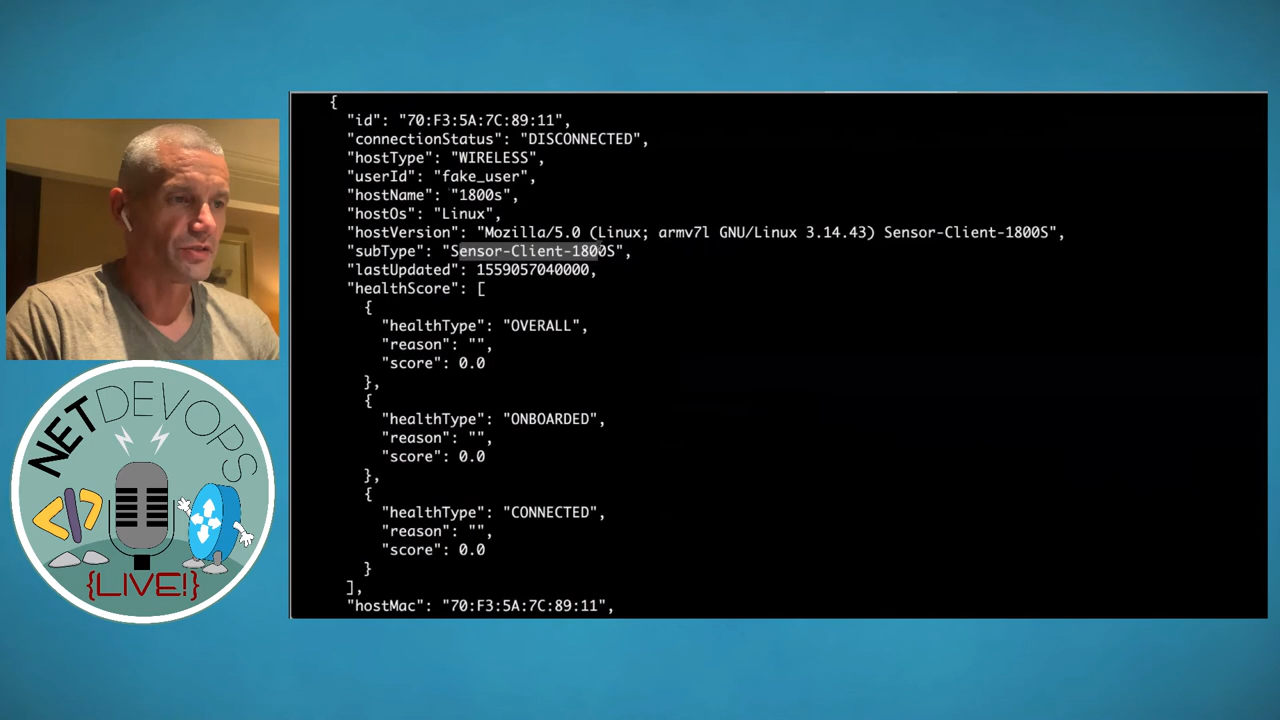 {
"id": "70:F3:5A:7C:89:11",
"connectionStatus": "DISCONNECTED",
"hostType": "WIRELESS",
"userId": "fake_user",
"hostName": "1800s",
"hostOs": "Linux",
"hostVersion": "Mozilla/5.0 (Linux; armv7l GNU/Linux 3.14.43) Sensor-Client-1800S",
"subType": "Sensor-Client-1800S",
"lastUpdated": 1559057040000,
"healthScore": [
{
"healthType": "OVERALL",
"reason": "",
"score": 0.0
},
{
"healthType": "ONBOARDED",
"reason": "",
"score": 0.0
},
{
"healthType": "CONNECTED",
"reason": "",
"score": 0.0
}
],
"hostMac": "70:F3:5A:7C:89:11",
NETDEVOPS
</>
{LIVE!}